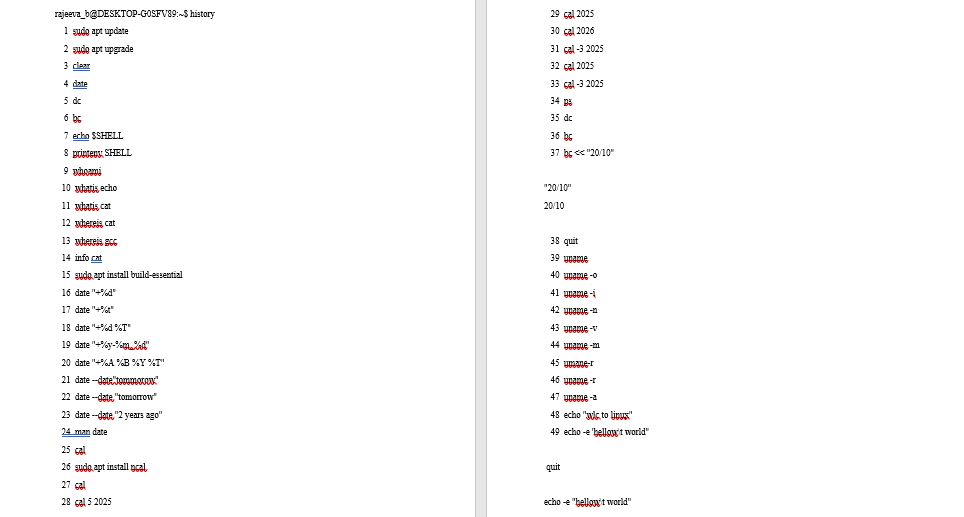 rajeeva_b@DESKTOP-G0SFV89:~$ history
1 sudo apt update
2 sudo apt upgrade
3 clear
4 date
5 dc
6 bc
7 echo $SHELL
8 printenv SHELL
9 whoami
10 whatis echo
11 whatis cat
12 whereis cat
13 whereis gcc
14 info cat
15 sudo apt install build-essential
16 date "+%d"
17 date "+%t"
18 date "+%d %T"
19 date "+%y-%m_%d"
20 date "+%A %B %Y %T"
21 date --date"tommorow"
22 date --date "tomorrow"
23 date --date "2 years ago"
24 man date
25 cal
26 sudo apt install ncal
27 cal
28 cal 5 2025
29 cal 2025
30 cal 2026
31 cal -3 2025
32 cal 2025
33 cal -3 2025
34 ps
35 dc
36 bc
37 bc << "20/10"
"20/10"
20/10
38 quit
39 uname
40 uname -o
41 uname -i
42 uname -n
43 uname -v
44 uname -m
45 umane-r
46 uname -r
47 uname -a
48 echo "wlc to linux"
49 echo -e 'hellow\t world"
quit
echo -e "hellow\t world"